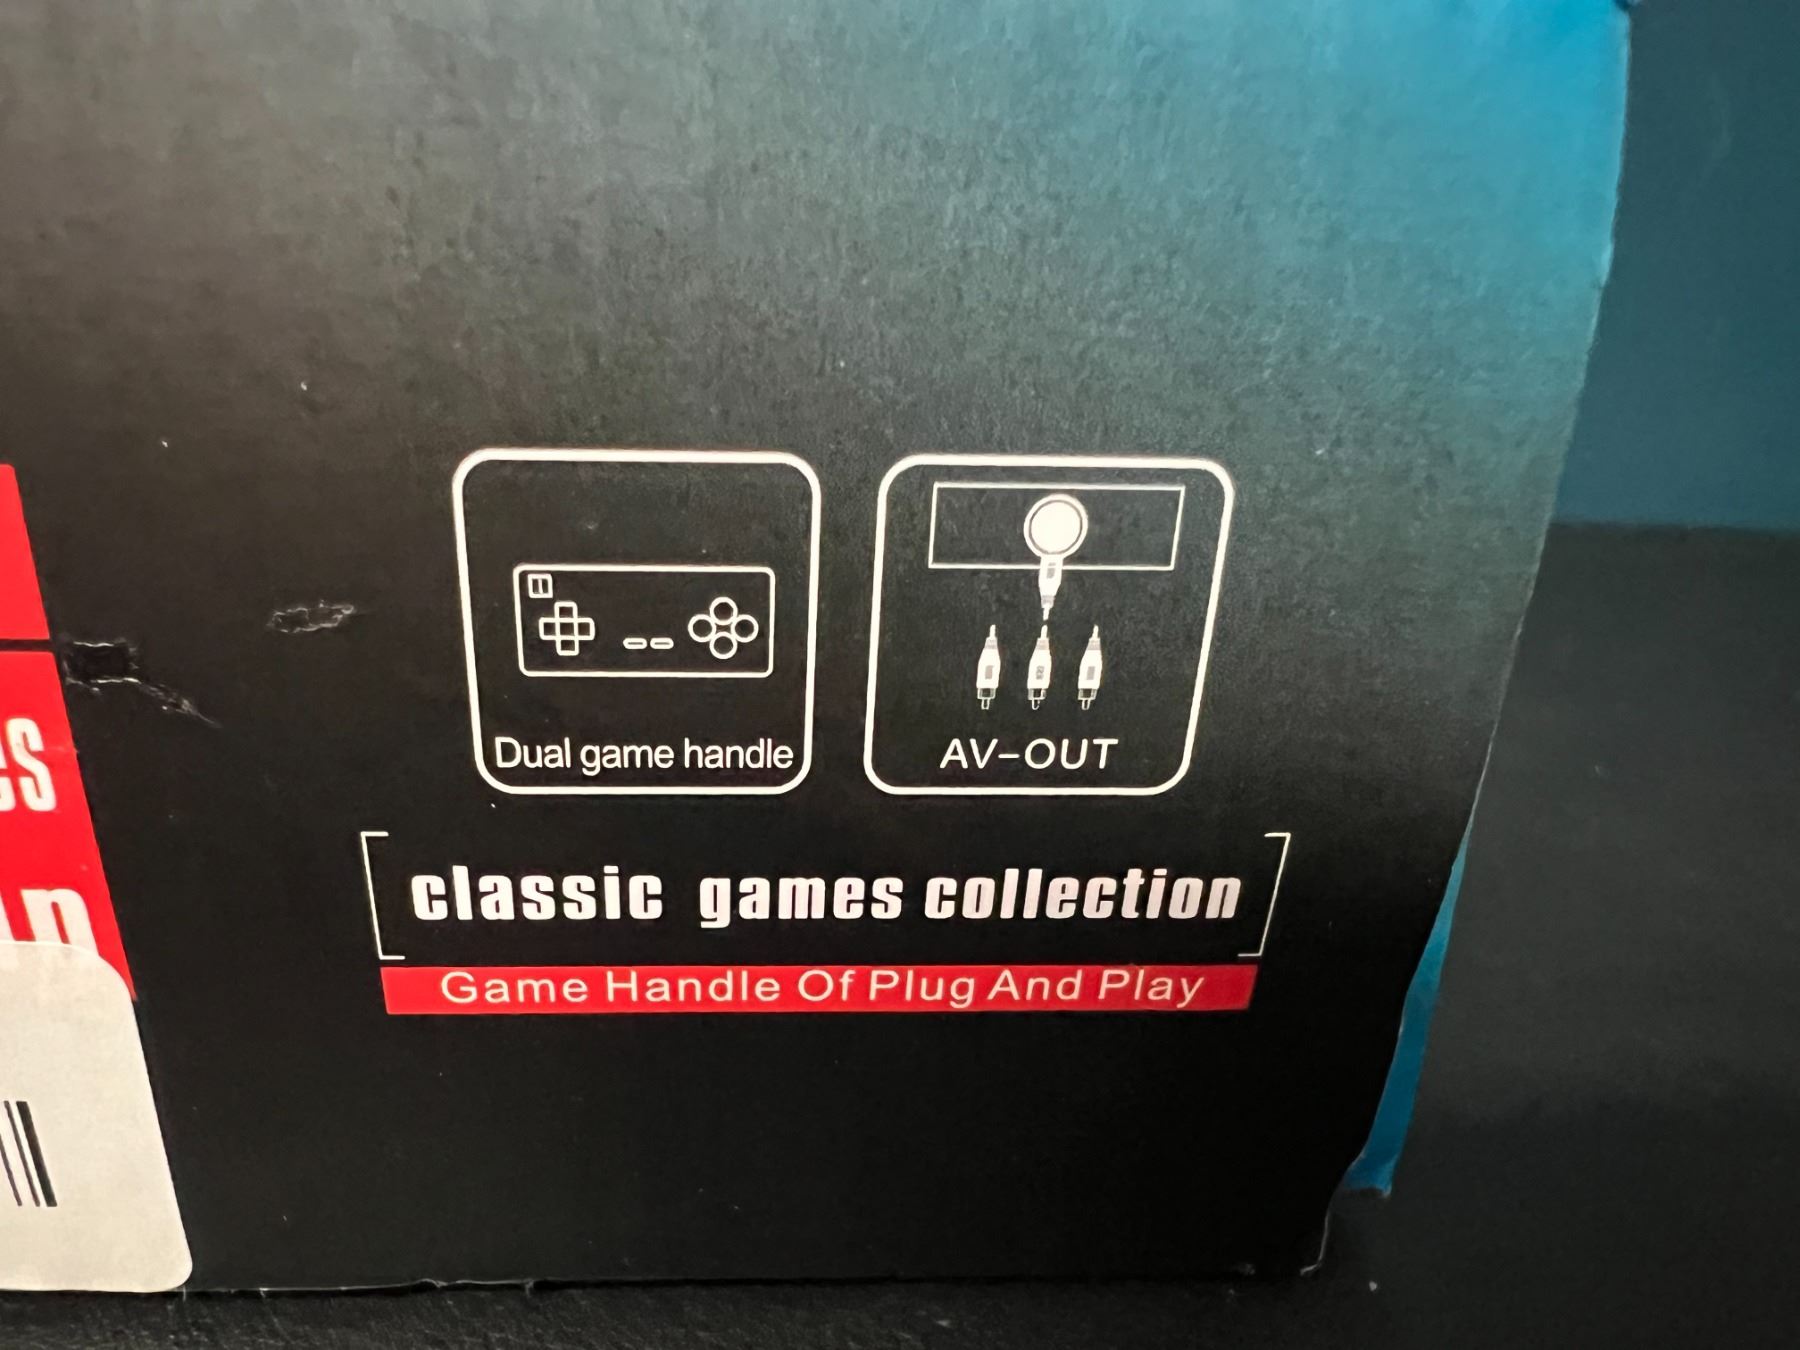 Dual game handle
AV-OUT
classic games collection
Game Handle Of Plug And Play